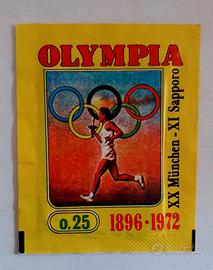 OLYMPIA
XX München - XI Sapporo
0,25
1896 - 1972